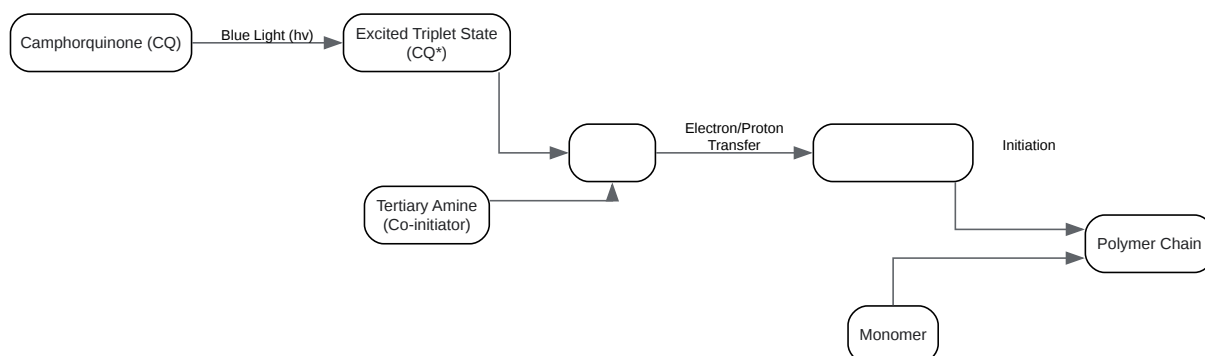 Camphorquinone (CQ)
Blue Light (hv)
Excited Triplet State
(CQ*)
Electron/Proton
Transfer
Initiation
Tertiary Amine
(Co-initiator)
Polymer Chain
Monomer